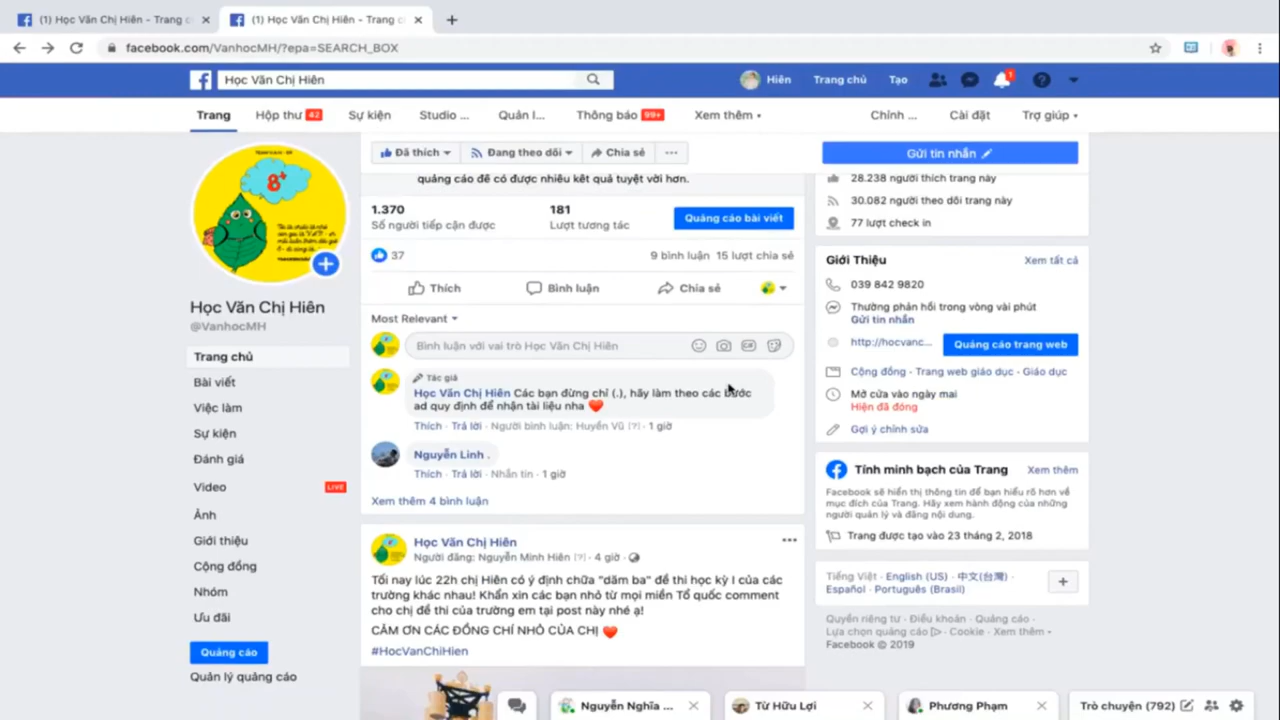 (1) Học Văn Chị Hiên - Trang c
(1) Học Văn Chị Hiên - Trang c
facebook.com/VanhocMH/?epa=SEARCH_BOX
Học Văn Chị Hiên
Hiên
Trang chủ
Tạo
1
Trang
Hộp thư 42
Sự kiện
Studio ...
Quản l...
Thông báo 99+
Xem thêm
Chỉnh ...
Cài đặt
Trợ giúp
8+
Học Văn Chị Hiên
@VanhocMH
Trang chủ
Bài viết
Việc làm
Sự kiện
Đánh giá
Video LIVE
Ảnh
Giới thiệu
Cộng đồng
Nhóm
Ưu đãi
Quảng cáo
Quản lý quảng cáo
Đã thích
Đang theo dõi
Chia sẻ
quảng cáo để có được nhiều kết quả tuyệt vời hơn.
1.370
Số người tiếp cận được
181
Lượt tương tác
Quảng cáo bài viết
37
9 bình luận 15 lượt chia sẻ
Thích
Bình luận
Chia sẻ
Most Relevant
Bình luận với vai trò Học Văn Chị Hiên
GIF
Tác giả
Học Văn Chị Hiên Các bạn đừng chỉ (.), hãy làm theo các bước
ad quy định để nhận tài liệu nha ❤️
Thích · Trả lời · Người bình luận: Huyền Vũ [?] · 1 giờ
Nguyễn Linh .
Thích · Trả lời · Nhắn tin · 1 giờ
Xem thêm 4 bình luận
Học Văn Chị Hiên
Người đăng: Nguyễn Minh Hiên [?] · 4 giờ ·
Tối nay lúc 22h chị Hiên có ý định chữa "dăm ba" đề thi học kỳ I của các
trường khác nhau! Khẩn xin các bạn nhỏ từ mọi miền Tổ quốc comment
cho chị đề thi của trường em tại post này nhé ạ!
CẢM ƠN CÁC ĐỒNG CHÍ NHỎ CỦA CHỊ ❤️
#HocVanChiHien
Gửi tin nhắn
28.238 người thích trang này
30.082 người theo dõi trang này
77 lượt check in
Giới Thiệu
Xem tất cả
039 842 9820
Thường phản hồi trong vòng vài phút
Gửi tin nhắn
http://hocvanc...
Quảng cáo trang web
Cộng đồng · Trang web giáo dục · Giáo dục
Mở cửa vào ngày mai
Hiện đã đóng
Gợi ý chỉnh sửa
Tính minh bạch của Trang
Xem thêm
Facebook sẽ hiển thị thông tin để bạn hiểu rõ hơn về
mục đích của Trang. Hãy xem hành động của những
người quản lý và đăng nội dung.
Trang được tạo vào 23 tháng 2, 2018
Tiếng Việt · English (US) · 中文(台灣) ·
Español · Português (Brasil)
Quyền riêng tư · Điều khoản · Quảng cáo ·
Lựa chọn quảng cáo · Cookie · Xem thêm
Facebook © 2019
Nguyễn Nghĩa ...
Từ Hữu Lợi
Phương Phạm
Trò chuyện (792)